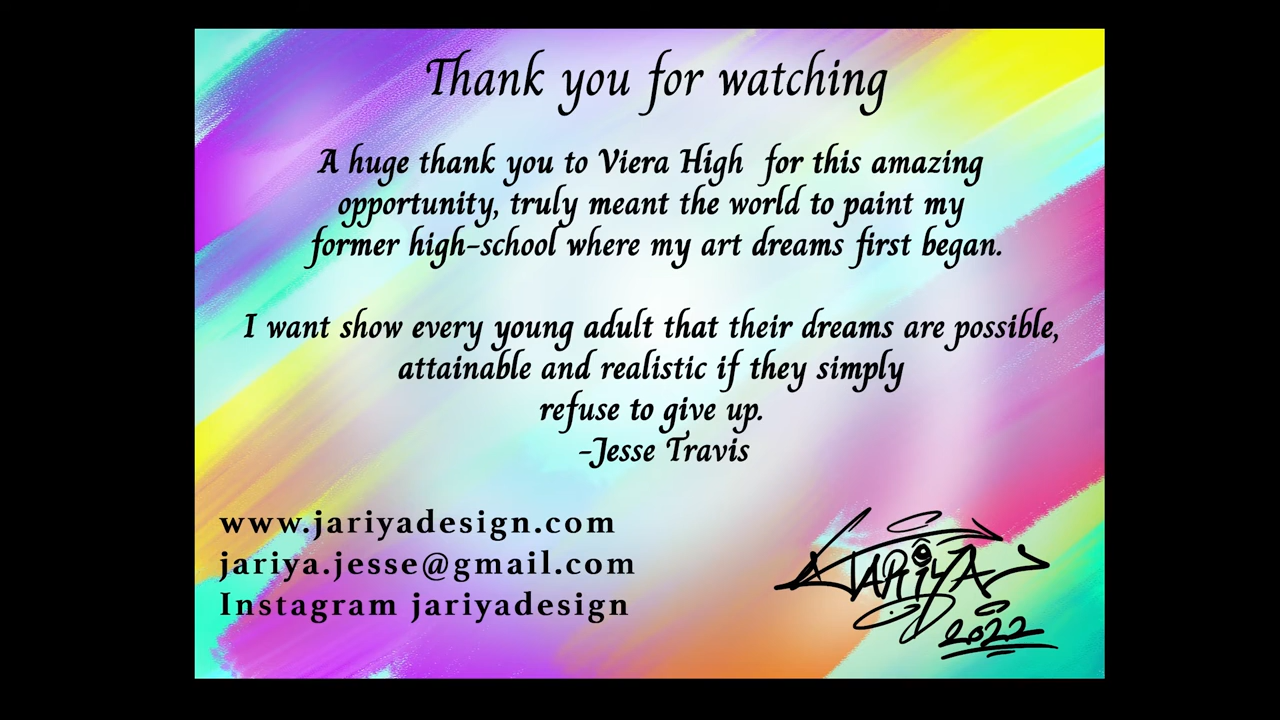 Thank you for watching
A huge thank you to Viera High for this amazing
opportunity, truly meant the world to paint my
former high-school where my art dreams first began.
I want show every young adult that their dreams are possible,
attainable and realistic if they simply
refuse to give up.
-Jesse Travis
www.jariyadesign.com
jariya.jesse@gmail.com
Instagram jariyadesign
JARiYA
2022